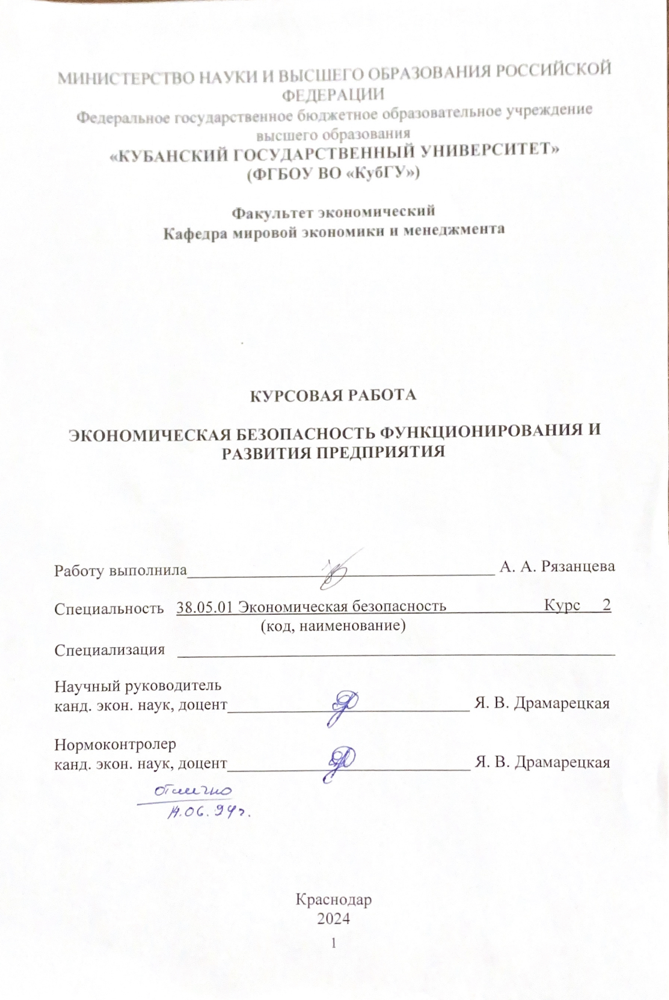 МИНИСТЕРСТВО НАУКИ И ВЫСШЕГО ОБРАЗОВАНИЯ РОССИЙСКОЙ
ФЕДЕРАЦИИ
Федеральное государственное бюджетное образовательное учреждение
высшего образования
«КУБАНСКИЙ ГОСУДАРСТВЕННЫЙ УНИВЕРСИТЕТ»
(ФГБОУ ВО «КубГУ»)
Факультет экономический
Кафедра мировой экономики и менеджмента
КУРСОВАЯ РАБОТА
ЭКОНОМИЧЕСКАЯ БЕЗОПАСНОСТЬ ФУНКЦИОНИРОВАНИЯ И
РАЗВИТИЯ ПРЕДПРИЯТИЯ
Работу выполнила А. А. Рязанцева
Специальность 38.05.01 Экономическая безопасность Курс 2
(код, наименование)
Специализация
Научный руководитель
канд. экон. наук, доцент Я. В. Драмарецкая
Нормоконтролер
канд. экон. наук, доцент Я. В. Драмарецкая
отлично
14.06.24г.
Краснодар
2024
1